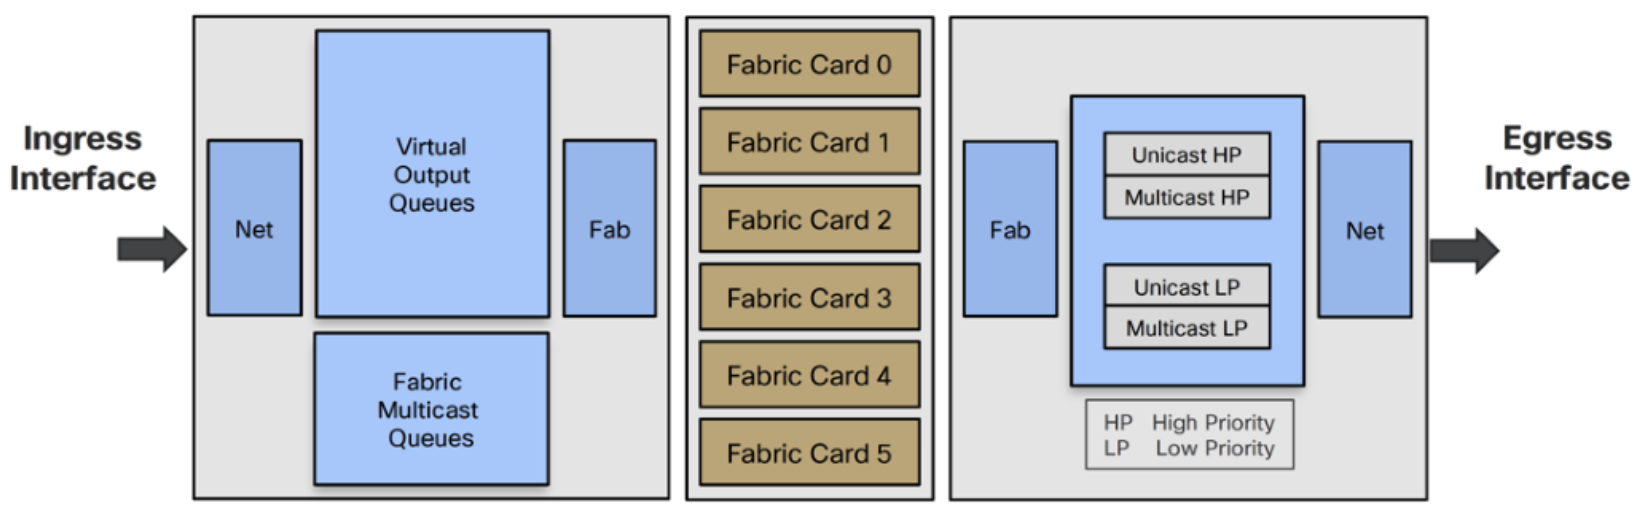 Ingress
Interface
Net
Virtual
Output
Queues
Fabric
Multicast
Queues
Fab
Fabric Card 0
Fabric Card 1
Fabric Card 2
Fabric Card 3
Fabric Card 4
Fabric Card 5
Fab
Unicast HP
Multicast HP
Unicast LP
Multicast LP
HP High Priority
LP Low Priority
Net
Egress
Interface